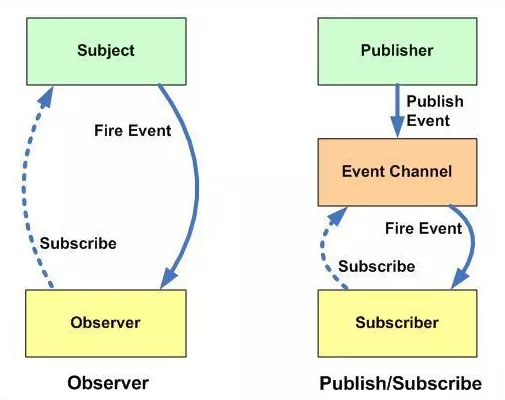 Subject
Fire Event
Subscribe
Observer
Observer
Publisher
Publish
Event
Event Channel
Fire Event
Subscribe
Subscriber
Publish/Subscribe